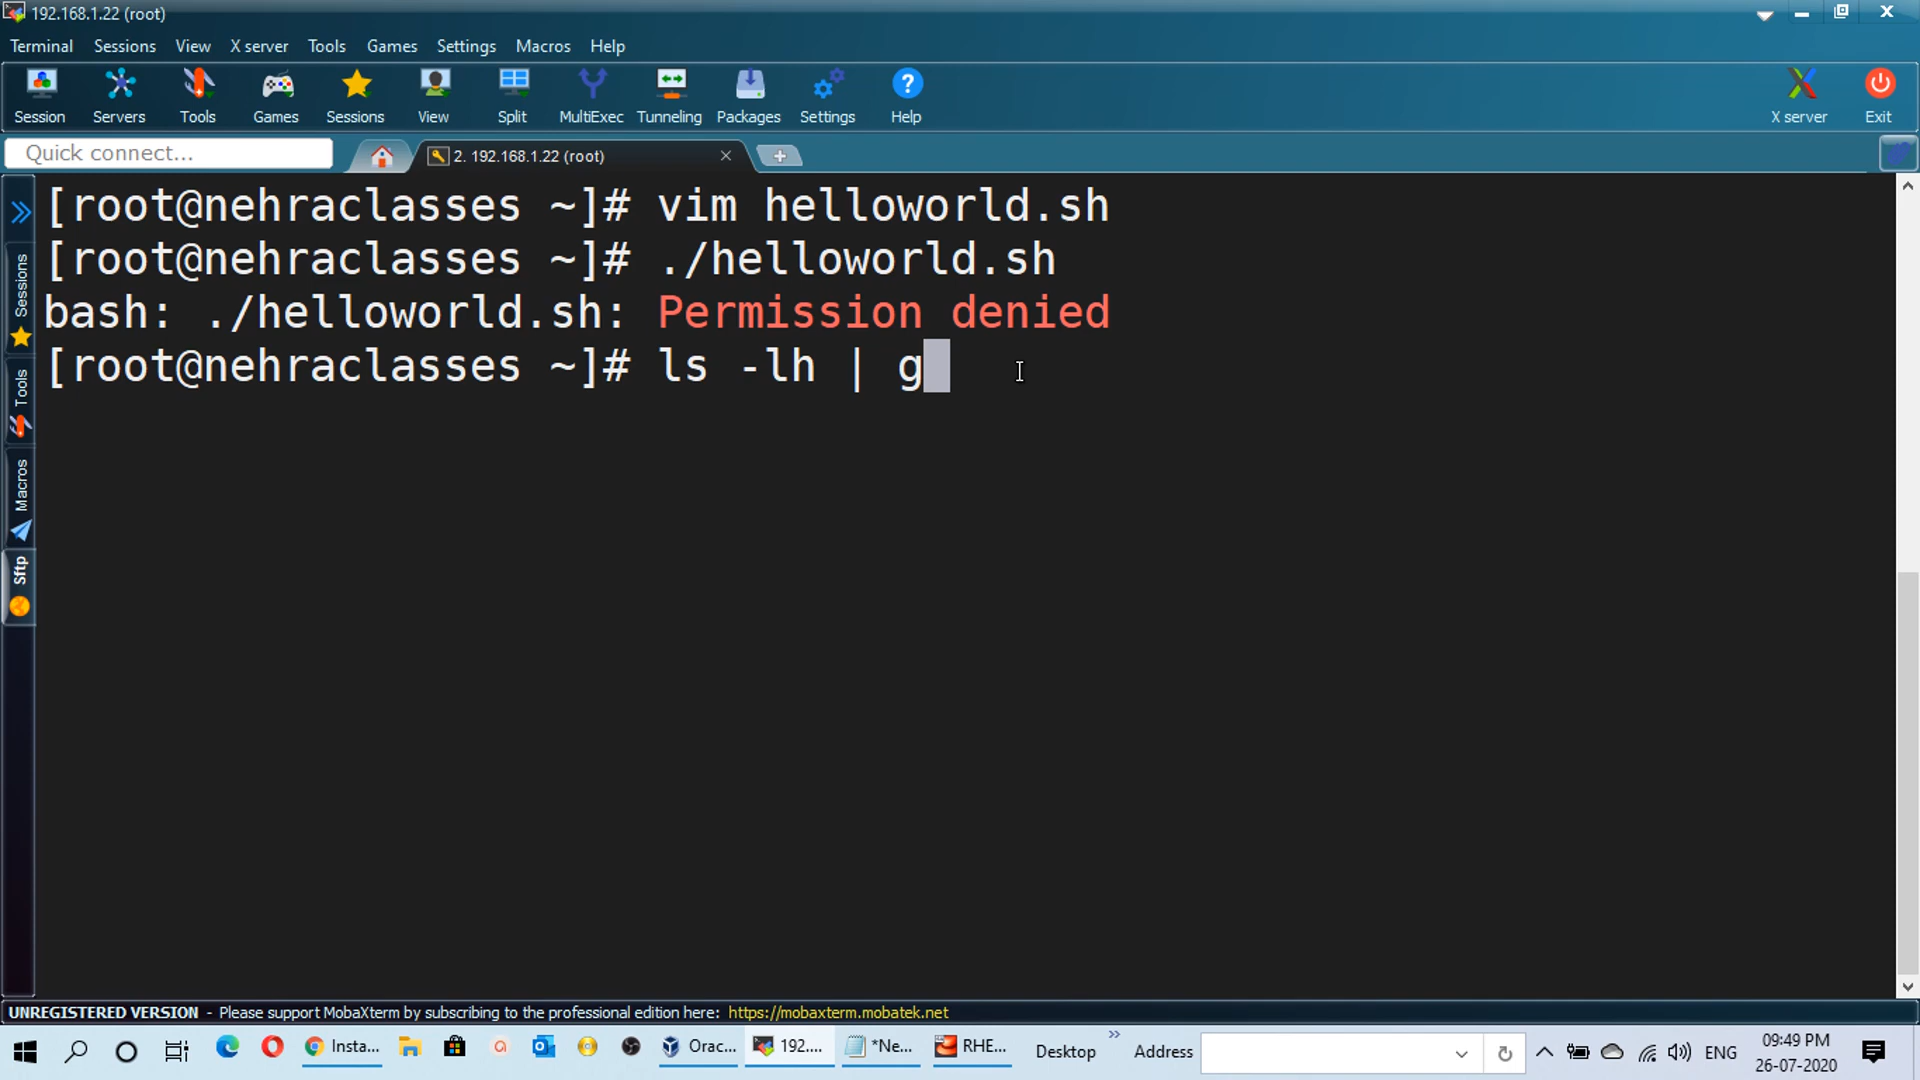 192.168.1.22 (root)
Terminal Sessions View X server Tools Games Settings Macros Help
Session Servers Tools Games Sessions View Split MultiExec Tunneling Packages Settings Help X server Exit
Quick connect... 2. 192.168.1.22 (root)
[root@nehraclasses ~]# vim helloworld.sh
[root@nehraclasses ~]# ./helloworld.sh
bash: ./helloworld.sh: Permission denied
[root@nehraclasses ~]# ls -lh | g
Sessions
Tools
Macros
Sftp
UNREGISTERED VERSION - Please support MobaXterm by subscribing to the professional edition here: https://mobaxterm.mobatek.net
Insta... Orac... 192.... *Ne... RHE... Desktop Address ENG 09:49 PM
26-07-2020